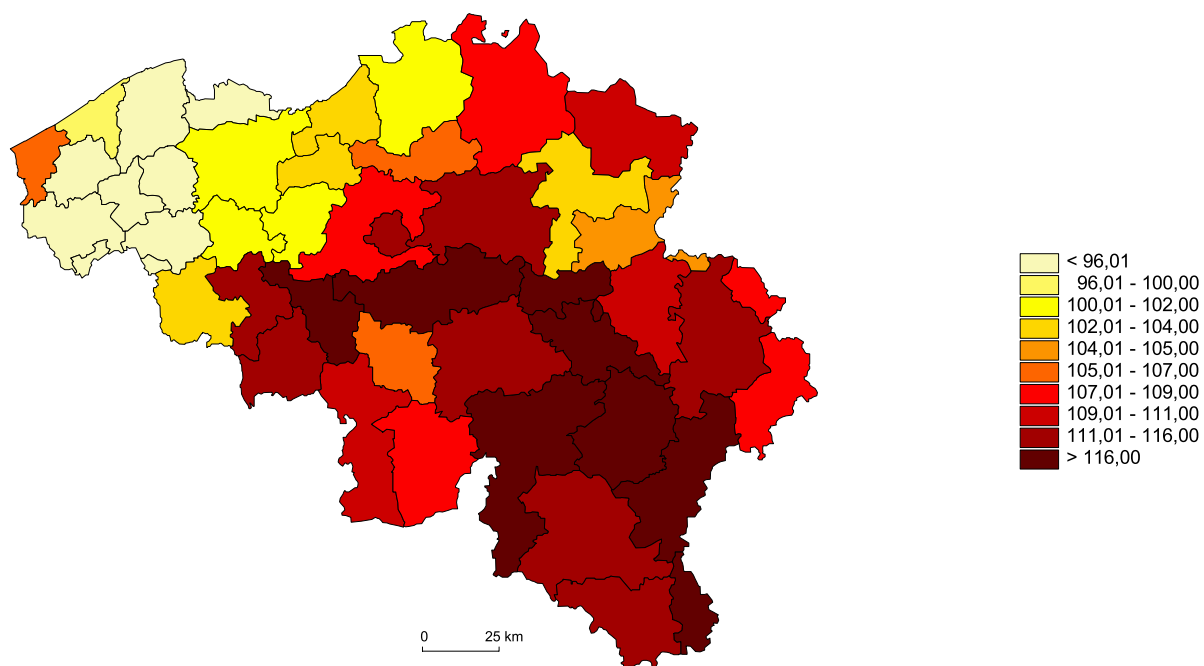 < 96,01
96,01 - 100,00
100,01 - 102,00
102,01 - 104,00
104,01 - 105,00
105,01 - 107,00
107,01 - 109,00
109,01 - 111,00
111,01 - 116,00
> 116,00
0 25 km